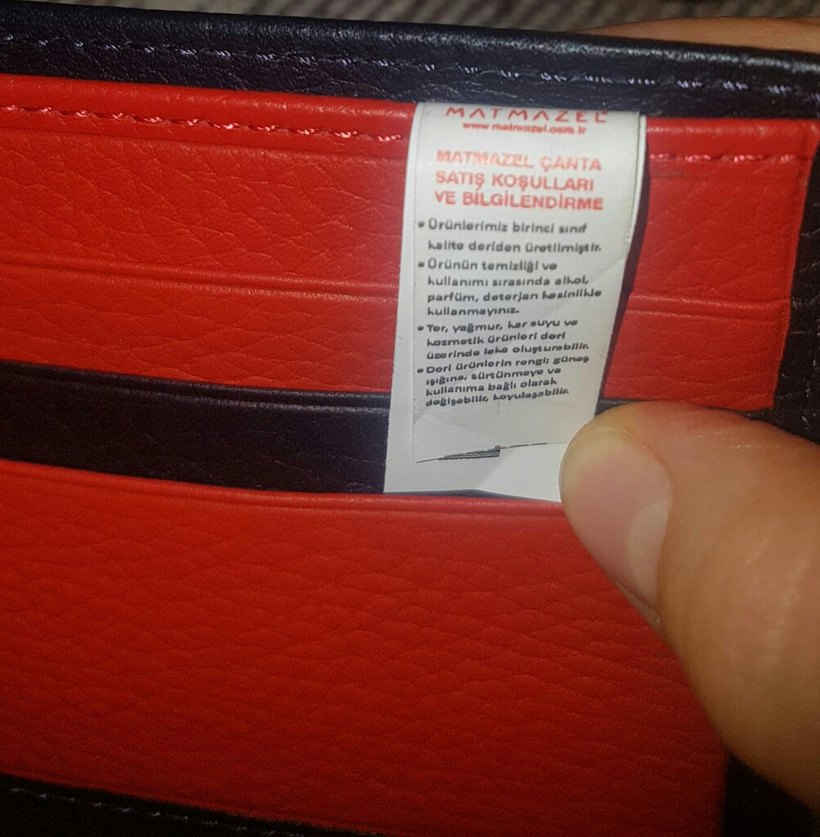 MATMAZEL
www.matmazel.com.tr
MATMAZEL ÇANTA
SATIŞ KOŞULLARI
VE BİLGİLENDİRME
• Ürünlerimiz birinci sınıf
kalite deriden üretilmiştir.
• Ürünün temizliği ve
kullanımı sırasında alkol,
parfüm, deterjan kesinlikle
kullanmayınız.
• Ter, yağmur, kar suyu ve
kozmetik ürünleri deri
üzerinde leke oluşturabilir.
• Deri ürünlerin rengi; güneş
ışığına, sürtünmeye ve
kullanıma bağlı olarak
değişebilir, koyulaşabilir.